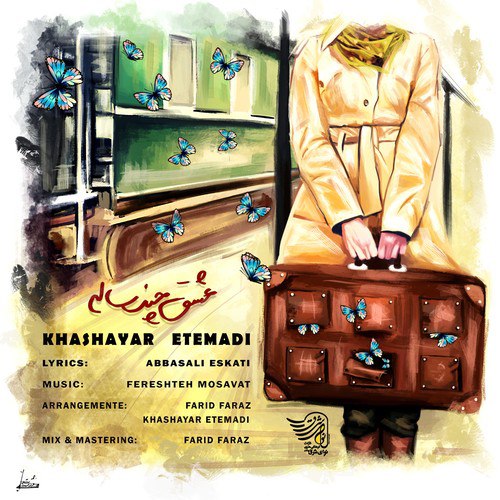 عشق چند ساله
KHASHAYAR ETEMADI
LYRICS: ABBASALI ESKATI
MUSIC: FERESHTEH MOSAVAT
ARRANGEMENTE: FARID FARAZ
KHASHAYAR ETEMADI
MIX & MASTERING: FARID FARAZ